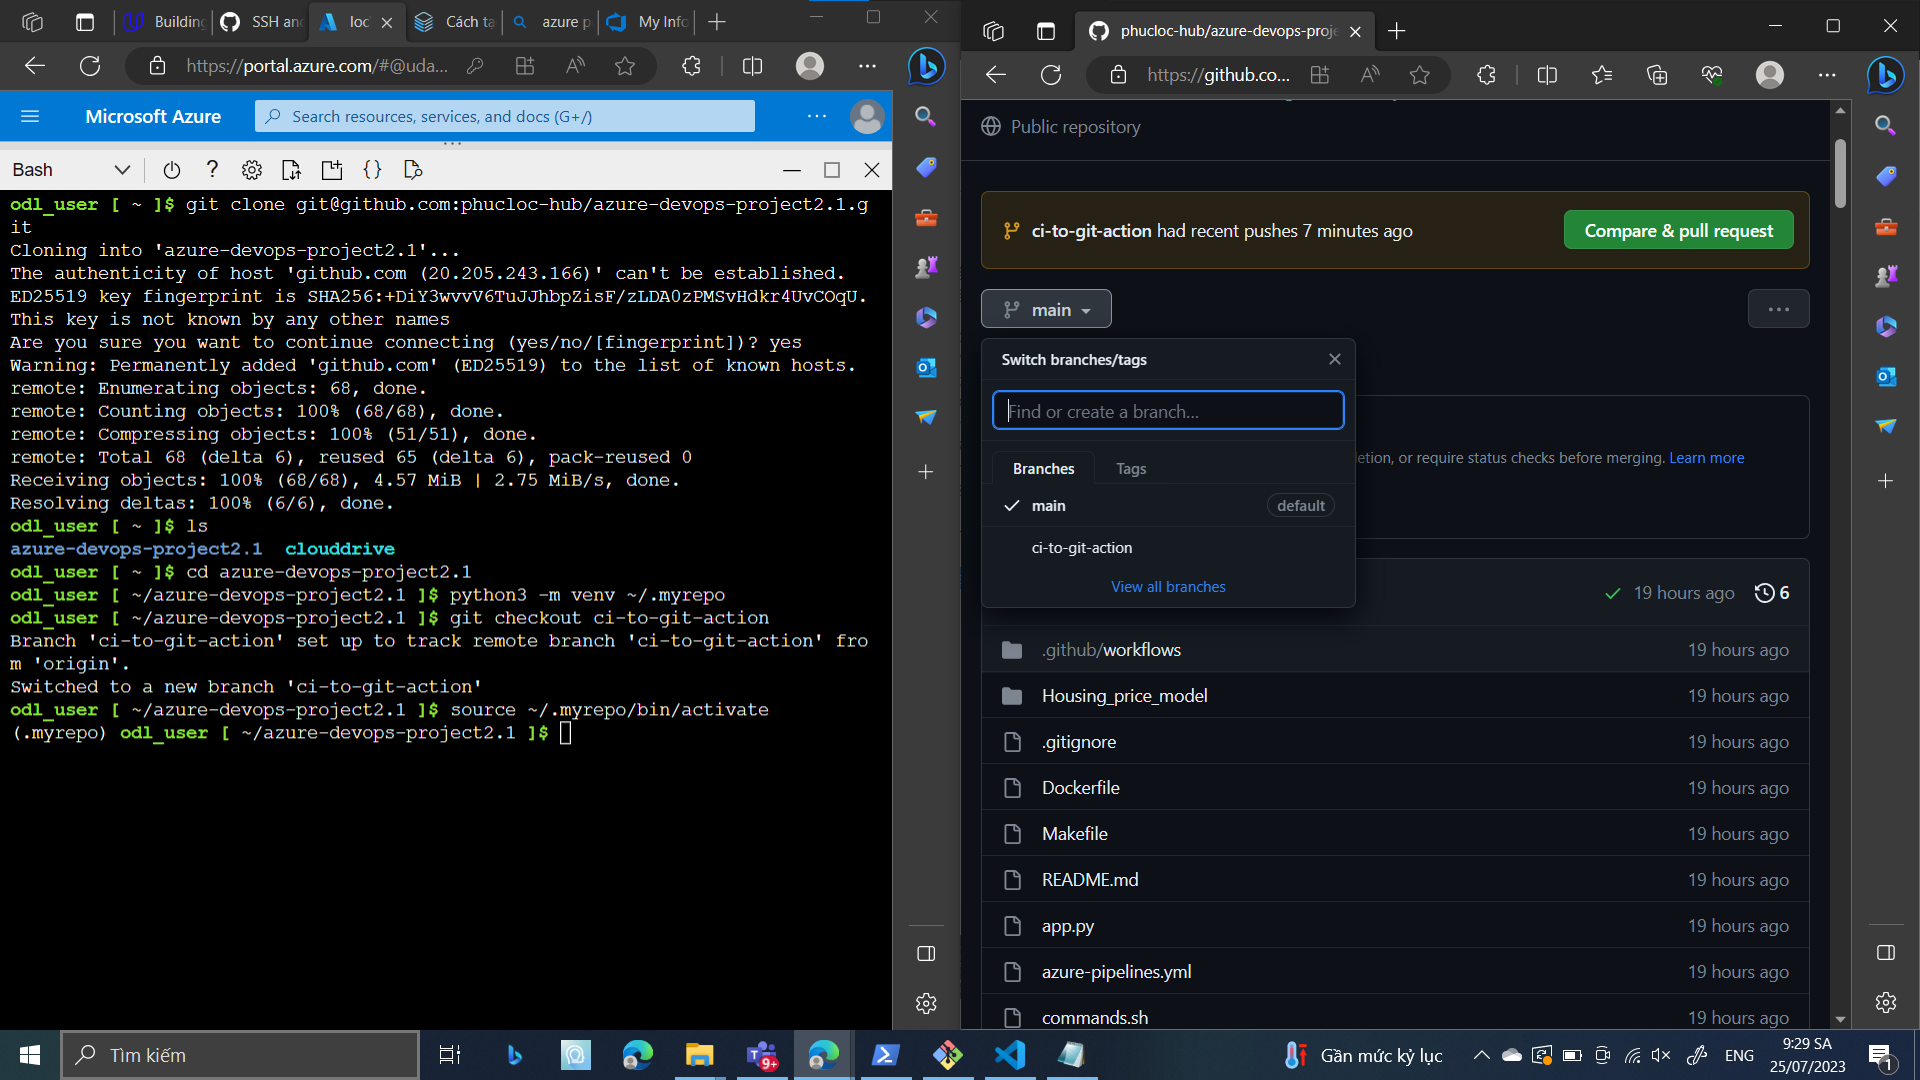 Building
SSH an
loc
Cách tạ
azure p
My Info
https://portal.azure.com/#@uda...
Microsoft Azure
Search resources, services, and docs (G+/)
Bash
odl_user [ ~ ]$ git clone git@github.com:phucloc-hub/azure-devops-project2.1.g
it
Cloning into 'azure-devops-project2.1'...
The authenticity of host 'github.com (20.205.243.166)' can't be established.
ED25519 key fingerprint is SHA256:+DiY3wvvV6TuJJhbpZisF/zLDA0zPMSvHdkr4UvCOqU.
This key is not known by any other names
Are you sure you want to continue connecting (yes/no/[fingerprint])? yes
Warning: Permanently added 'github.com' (ED25519) to the list of known hosts.
remote: Enumerating objects: 68, done.
remote: Counting objects: 100% (68/68), done.
remote: Compressing objects: 100% (51/51), done.
remote: Total 68 (delta 6), reused 65 (delta 6), pack-reused 0
Receiving objects: 100% (68/68), 4.57 MiB | 2.75 MiB/s, done.
Resolving deltas: 100% (6/6), done.
odl_user [ ~ ]$ ls
azure-devops-project2.1  clouddrive
odl_user [ ~ ]$ cd azure-devops-project2.1
odl_user [ ~/azure-devops-project2.1 ]$ python3 -m venv ~/.myrepo
odl_user [ ~/azure-devops-project2.1 ]$ git checkout ci-to-git-action
Branch 'ci-to-git-action' set up to track remote branch 'ci-to-git-action' fro
m 'origin'.
Switched to a new branch 'ci-to-git-action'
odl_user [ ~/azure-devops-project2.1 ]$ source ~/.myrepo/bin/activate
(.myrepo) odl_user [ ~/azure-devops-project2.1 ]$
phucloc-hub/azure-devops-proje
https://github.co...
Public repository
ci-to-git-action had recent pushes 7 minutes ago
Compare & pull request
main
Switch branches/tags
Find or create a branch...
Branches
Tags
etion, or require status checks before merging. Learn more
main
default
ci-to-git-action
View all branches
19 hours ago
6
.github/workflows
19 hours ago
Housing_price_model
19 hours ago
.gitignore
19 hours ago
Dockerfile
19 hours ago
Makefile
19 hours ago
README.md
19 hours ago
app.py
19 hours ago
azure-pipelines.yml
19 hours ago
commands.sh
19 hours ago
Tìm kiếm
9+
Gần mức kỷ lục
ENG
9:29 SA
25/07/2023
1